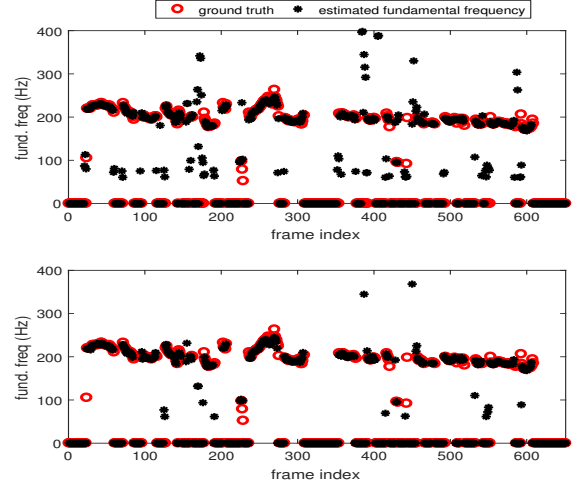 ground truth estimated fundamental frequency
400
300
200
100
0
fund. freq (Hz)
0 100 200 300 400 500 600
frame index
400
300
200
100
0
fund. freq (Hz)
0 100 200 300 400 500 600
frame index